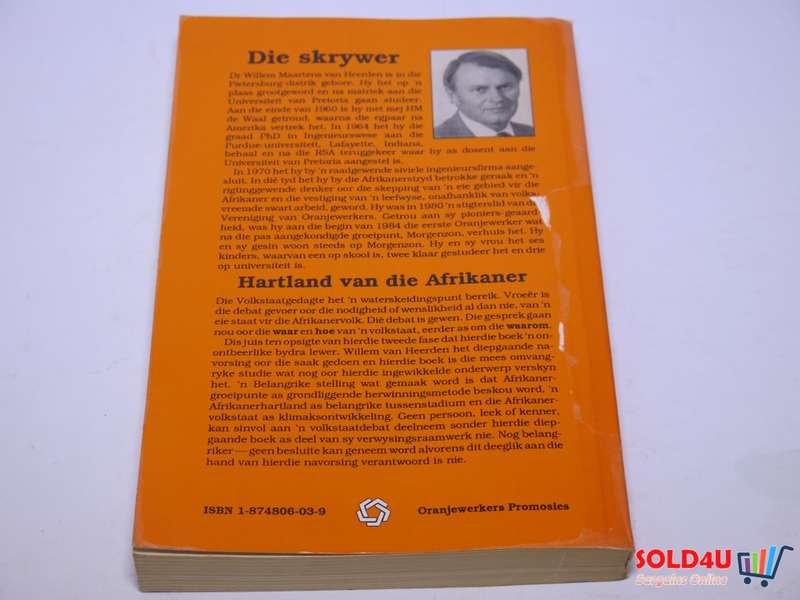 Die skrywer
Dr Willem Maartens van Heerden is in die
Pietersburg-distrik gebore. Hy het op 'n
plaas grootgeword en na matriek aan die
Universiteit van Pretoria gaan studeer.
Aan die einde van 1960 is hy met mej HM
de Waal getroud, waarna die egpaar na
Amerika vertrek het. In 1964 het hy die
graad PhD in Ingenieurswese aan die
Purdue-universiteit, Lafayette, Indiana,
behaal en na die RSA teruggekeer waar hy as dosent aan die
Universiteit van Pretoria aangestel is.
In 1970 het hy by 'n raadgewende siviele ingenieursfirma aange-
sluit. In dié tyd het hy by die Afrikanerstryd betrokke geraak en 'n
rigtinggewende denker oor die skepping van 'n eie gebied vir die
Afrikaner en die vestiging van 'n leefwyse, onafhanklik van volks-
vreemde swart arbeid, geword. Hy was in 1980 'n stigterslid van die
Vereniging van Oranjewerkers. Getrou aan sy pioniers-geaard-
heid, was hy aan die begin van 1984 die eerste Oranjewerker wat
na die pas aangekondigde groeipunt, Morgenzon, verhuis het. Hy
en sy gesin woon steeds op Morgenzon. Hy en sy vrou het ses
kinders, waarvan een op skool is, twee klaar gestudeer het en drie
op universiteit is.
Hartland van die Afrikaner
Die Volkstaatgedagte het 'n waterskeidingspunt bereik. Vroeër is
die debat gevoer oor die nodigheid of wenslikheid al dan nie, van 'n
eie staat vir die Afrikanervolk. Dié debat is gewen. Die gesprek gaan
nou oor die waar en hoe van 'n volkstaat, eerder as om die waarom.
Dis juis ten opsigte van hierdie tweede fase dat hierdie boek 'n on-
ontbeerlike bydra lewer. Willem van Heerden het diepgaande na-
vorsing oor die saak gedoen en hierdie boek is die mees omvang-
ryke studie wat nog oor hierdie ingewikkelde onderwerp verskyn
het. 'n Belangrike stelling wat gemaak word is dat Afrikaner-
groeipunte as grondliggende herwinningsmetode beskou word, 'n
Afrikanerhartland as belangrike tussenstadium en die Afrikaner-
volkstaat as klimaksontwikkeling. Geen persoon, leek of kenner,
kan sinvol aan 'n volkstaatdebat deelneem sonder hierdie diep-
gaande boek as deel van sy verwysingsraamwerk nie. Nog belang-
riker — geen besluite kan geneem word alvorens dit deeglik aan die
hand van hierdie navorsing verantwoord is nie.
ISBN 1-874806-03-9
Oranjewerkers Promosies
SOLD4U
Bargains Online